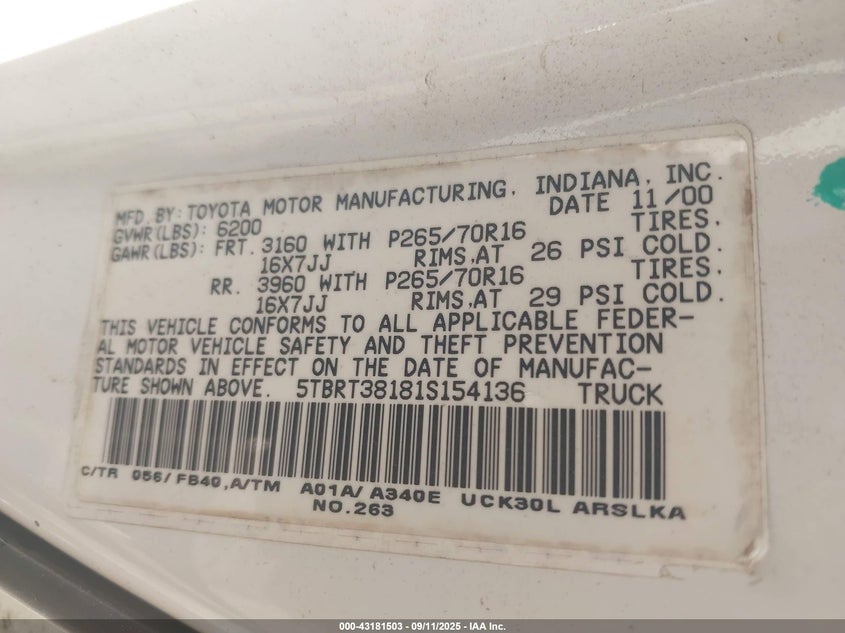 MFD. BY: TOYOTA MOTOR MANUFACTURING, INDIANA, INC.
GVWR(LBS): 6200 DATE 11/00
GAWR(LBS): FRT. 3160 WITH P265/70R16 TIRES.
16X7JJ RIMS,AT 26 PSI COLD.
RR. 3960 WITH P265/70R16 TIRES.
16X7JJ RIMS,AT 29 PSI COLD.
THIS VEHICLE CONFORMS TO ALL APPLICABLE FEDER-
AL MOTOR VEHICLE SAFETY AND THEFT PREVENTION
STANDARDS IN EFFECT ON THE DATE OF MANUFAC-
TURE SHOWN ABOVE. 5TBRT38181S154136 TRUCK
C/TR 056/ FB40,A/TM A01A/ A340E UCK30L ARSLKA
NO.263
000-43181503 - 09/11/2025 - IAA Inc.